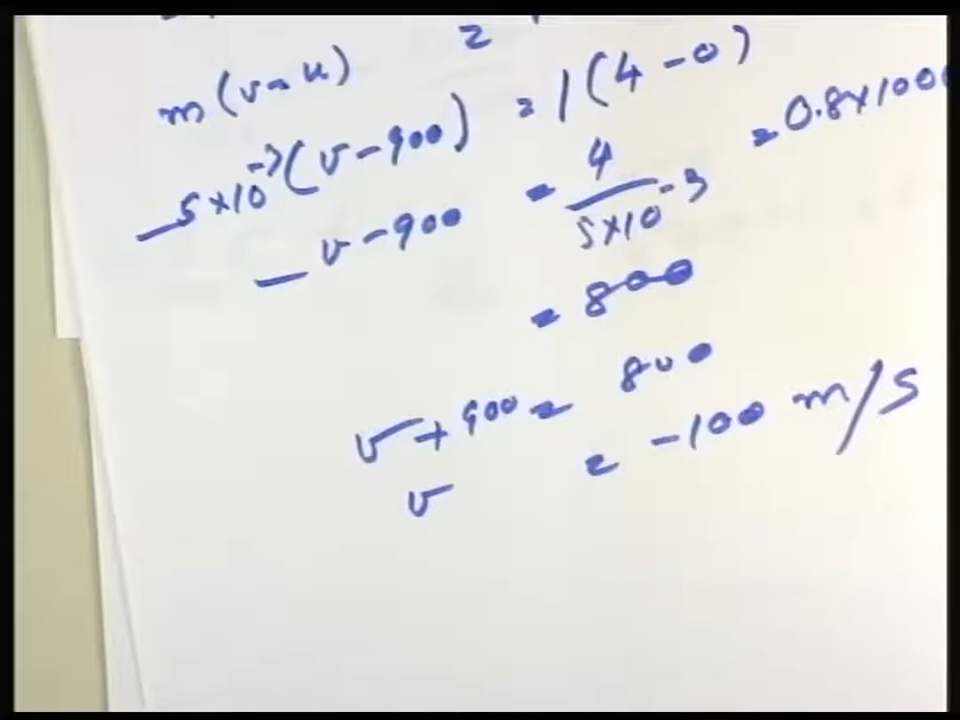 m(v-u) =
-5×10^-3(v-900) = 1(4-0)
-v-900 = 4/5×10^-3 = 0.8×1000
= 800
v+900 = 800
v = -100 m/s